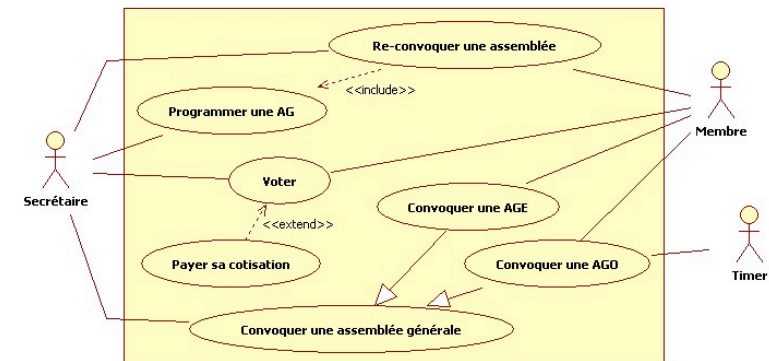 Re-convoquer une assemblée
<<include>>
Programmer une AG
Membre
Secrétaire
Voter
Convoquer une AGE
<<extend>>
Payer sa cotisation
Convoquer une AGO
Timer
Convoquer une assemblée générale